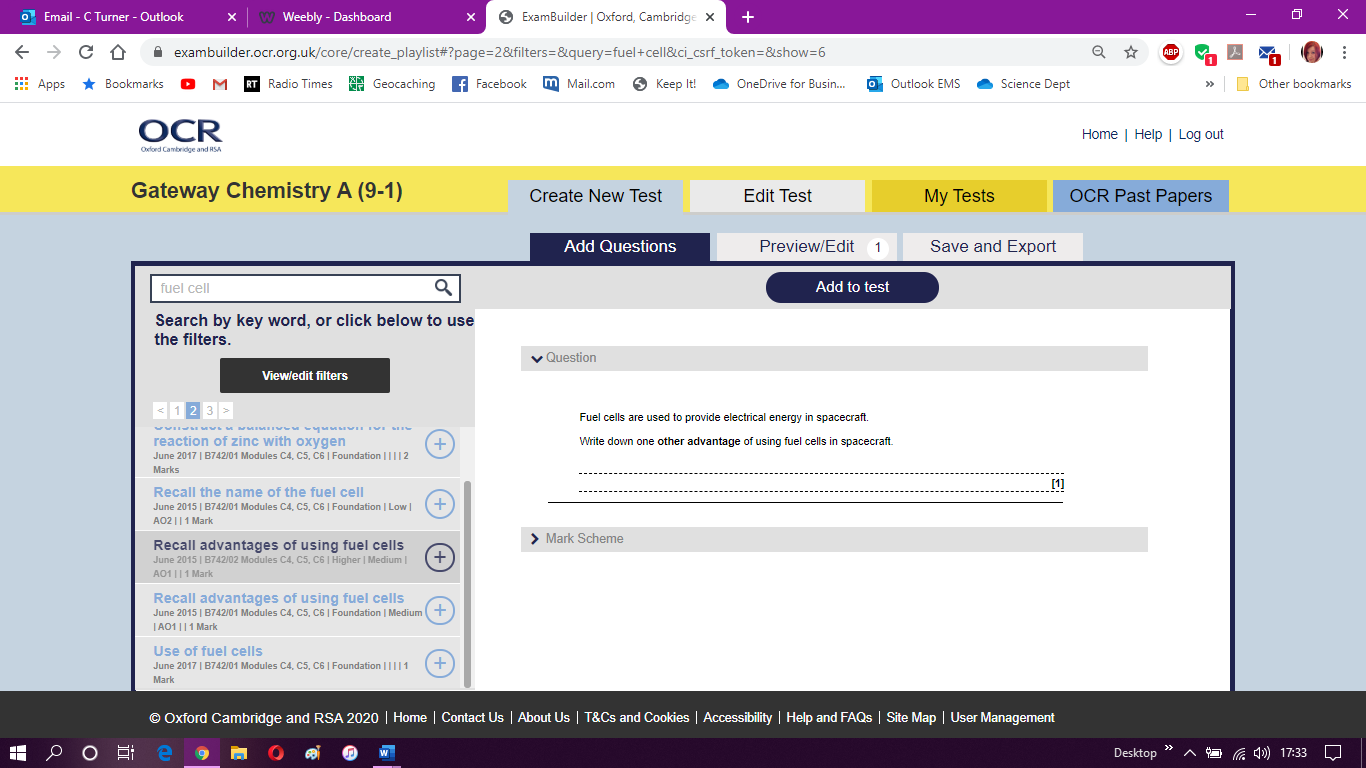 Email - C Turner - Outlook
Weebly - Dashboard
ExamBuilder | Oxford, Cambridge
exambuilder.ocr.org.uk/core/create_playlist#?page=2&filters=&query=fuel+cell&ci_csrf_token=&show=6
ABP
1
1
Apps
Bookmarks
RT
Radio Times
Geocaching
Facebook
Mail.com
Keep It!
OneDrive for Busin...
Outlook EMS
Science Dept
»
Other bookmarks
OCR
Oxford Cambridge and RSA
Home | Help | Log out
Gateway Chemistry A (9-1)
Create New Test
Edit Test
My Tests
OCR Past Papers
Add Questions
Preview/Edit 1
Save and Export
fuel cell
Add to test
Search by key word, or click below to use
the filters.
View/edit filters
< 1 2 3 >
Construct a balanced equation for the
reaction of zinc with oxygen
June 2017 | B742/01 Modules C4, C5, C6 | Foundation | | | | 2
Marks
Recall the name of the fuel cell
June 2015 | B742/01 Modules C4, C5, C6 | Foundation | Low |
AO2 | | 1 Mark
Recall advantages of using fuel cells
June 2015 | B742/02 Modules C4, C5, C6 | Higher | Medium |
AO1 | | 1 Mark
Recall advantages of using fuel cells
June 2015 | B742/01 Modules C4, C5, C6 | Foundation | Medium
| AO1 | | 1 Mark
Use of fuel cells
June 2017 | B742/01 Modules C4, C5, C6 | Foundation | | | | 1
Mark
Question
Fuel cells are used to provide electrical energy in spacecraft.
Write down one other advantage of using fuel cells in spacecraft.
[1]
Mark Scheme
© Oxford Cambridge and RSA 2020 | Home | Contact Us | About Us | T&Cs and Cookies | Accessibility | Help and FAQs | Site Map | User Management
Desktop » 17:33